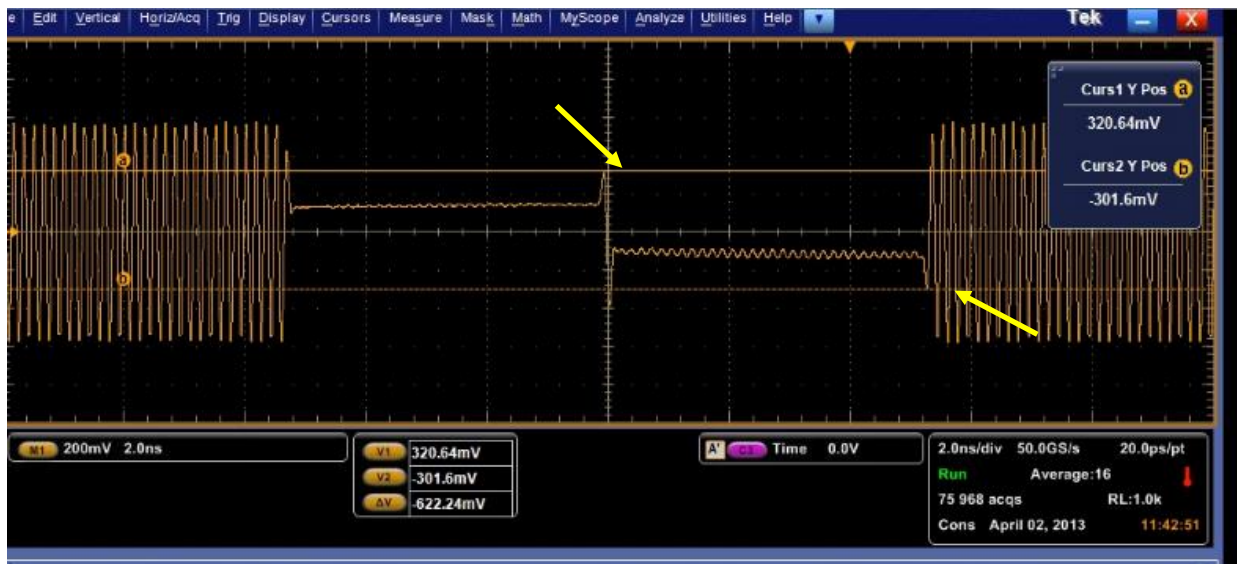 e Edit Vertical Horiz/Acq Trig Display Cursors Measure Mask Math MyScope Analyze Utilities Help Tek X
Curs1 Y Pos a
320.64mV
Curs2 Y Pos b
-301.6mV
a
b
M1 200mV 2.0ns
V1 320.64mV
V2 -301.6mV
ΔV -622.24mV
A' Time 0.0V
2.0ns/div 50.0GS/s 20.0ps/pt
Run Average:16
75 968 acqs RL:1.0k
Cons April 02, 2013 11:42:51